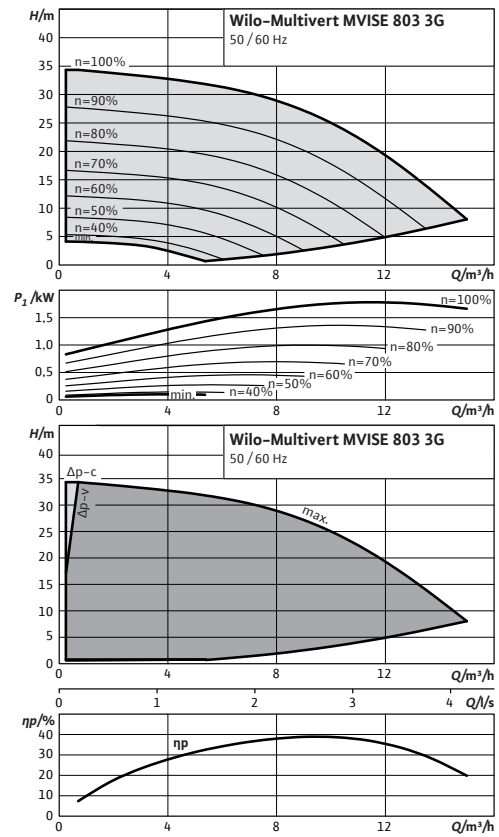 H/m
Wilo-Multivert MVISE 803 3G
50 / 60 Hz
40
35
30
25
20
15
10
5
0
n=100%
n=90%
n=80%
n=70%
n=60%
n=50%
n=40%
min.
0 4 8 12 Q/m³/h
P1/kW
1,5
1,0
0,5
0
n=100%
n=90%
n=80%
n=70%
n=60%
n=50%
n=40%
min.
0 4 8 12 Q/m³/h
H/m
Wilo-Multivert MVISE 803 3G
50 / 60 Hz
40
35
30
25
20
15
10
5
0
Δp-c
Δp-v
max.
0 4 8 12 Q/m³/h
0 1 2 3 4 Q/l/s
ηp/%
40
30
20
10
0
ηp
0 4 8 12 Q/m³/h